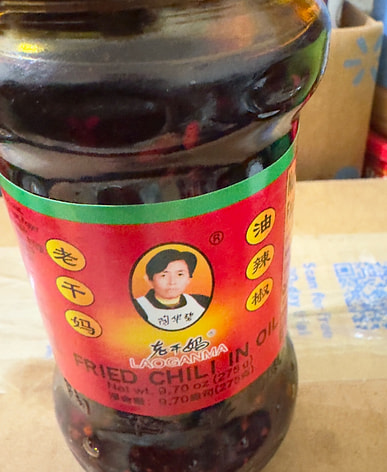 老干妈
油辣椒
®
陶华碧
老干妈
LAOGANMA
FRIED CHILI IN OIL
Net wt. 9.70 oz (275 g)
净含量: 9.70盎司(275克)